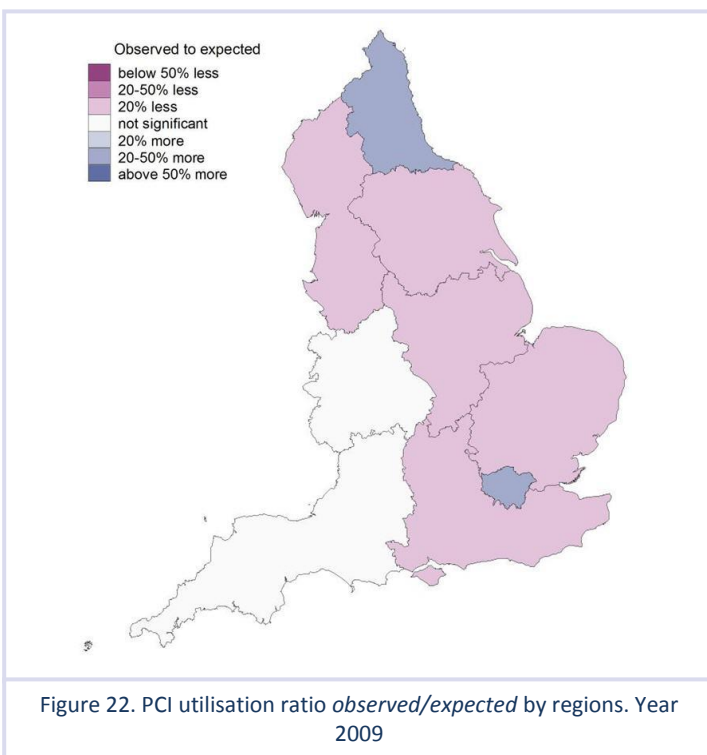 Observed to expected
below 50% less
20-50% less
20% less
not significant
20% more
20-50% more
above 50% more
Figure 22. PCI utilisation ratio observed/expected by regions. Year
2009